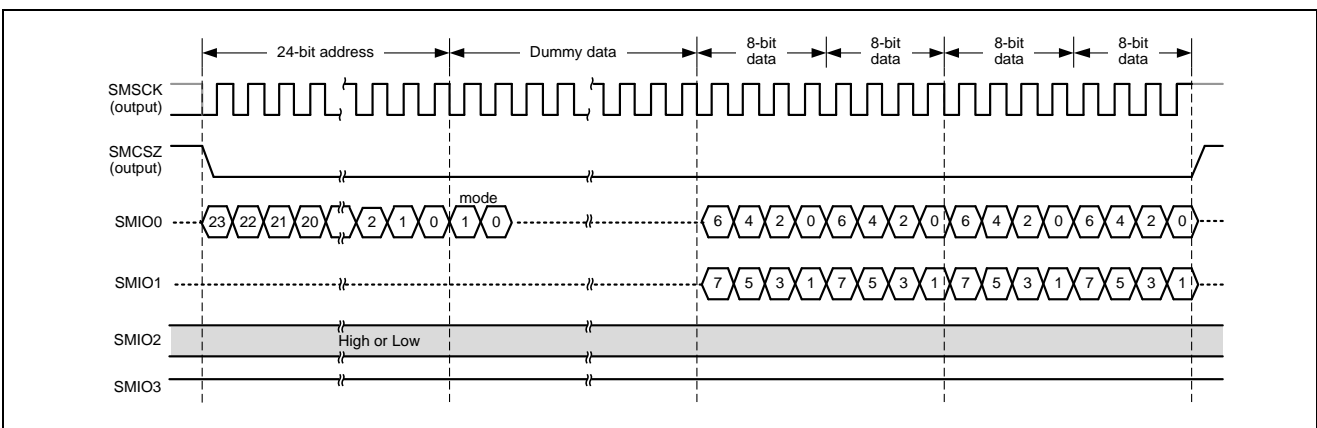 24-bit address Dummy data 8-bit data 8-bit data 8-bit data 8-bit data
SMSCK
(output)
SMCSZ
(output)
mode
SMIO0 23 22 21 20 2 1 0 1 0 6 4 2 0 6 4 2 0 6 4 2 0 6 4 2 0
SMIO1 7 5 3 1 7 5 3 1 7 5 3 1 7 5 3 1
SMIO2 High or Low
SMIO3